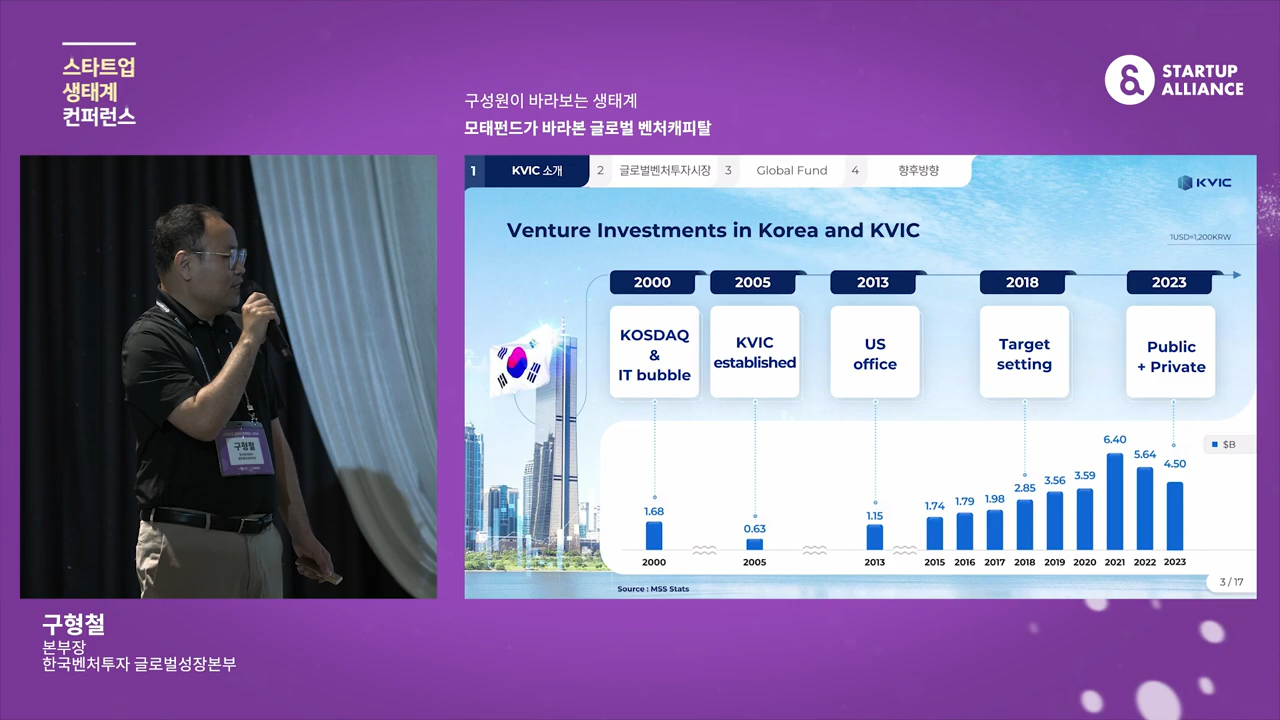 스타트업
생태계
컨퍼런스
STARTUP
ALLIANCE
구성원이 바라보는 생태계
모태펀드가 바라본 글로벌 벤처캐피탈
1 KVIC 소개 2 글로벌벤처투자시장 3 Global Fund 4 향후방향
KVIC
Venture Investments in Korea and KVIC
1USD=1,200KRW
2000 2005 2013 2018 2023
KOSDAQ
&
IT bubble
KVIC
established
US
office
Target
setting
Public
+ Private
$B
1.68 0.63 1.15 1.74 1.79 1.98 2.85 3.56 3.59 6.40 5.64 4.50
2000 2005 2013 2015 2016 2017 2018 2019 2020 2021 2022 2023
Source : MSS Stats
3 / 17
구형철
구형철
본부장
한국벤처투자 글로벌성장본부